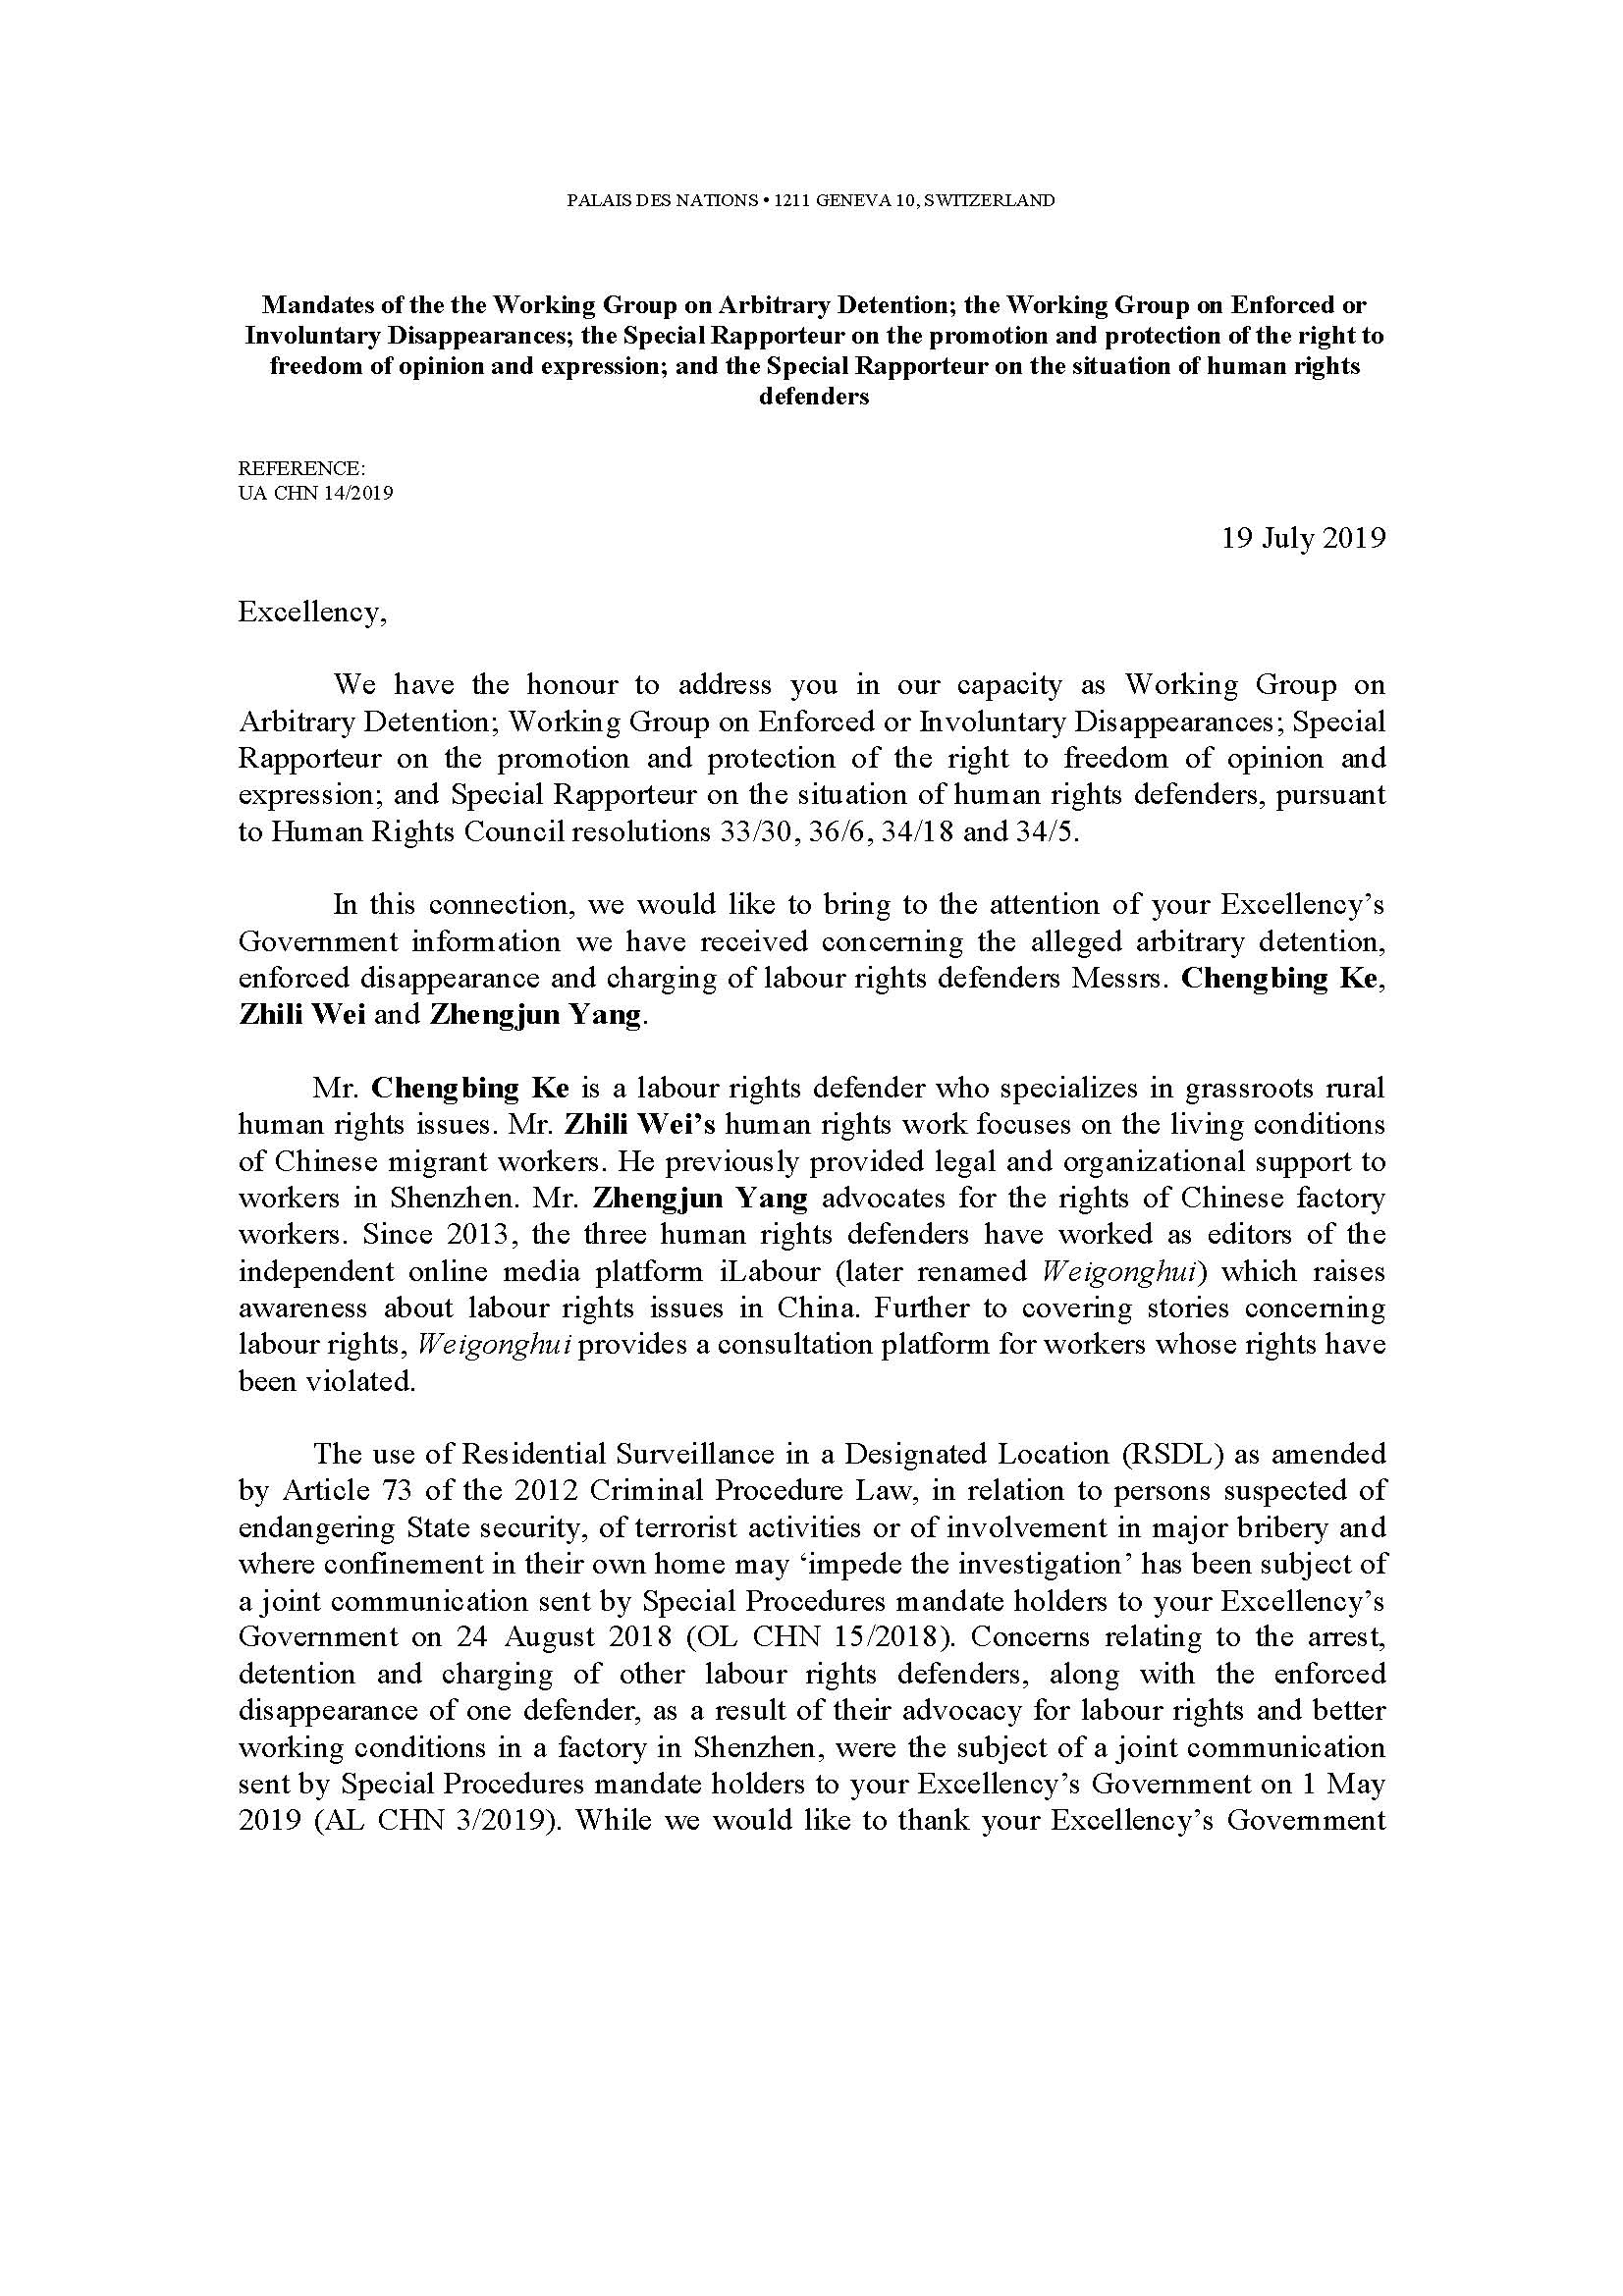 PALAIS DES NATIONS • 1211 GENEVA 10, SWITZERLAND
Mandates of the the Working Group on Arbitrary Detention; the Working Group on Enforced or
Involuntary Disappearances; the Special Rapporteur on the promotion and protection of the right to
freedom of opinion and expression; and the Special Rapporteur on the situation of human rights
defenders
REFERENCE:
UA CHN 14/2019
19 July 2019
Excellency,
We have the honour to address you in our capacity as Working Group on
Arbitrary Detention; Working Group on Enforced or Involuntary Disappearances; Special
Rapporteur on the promotion and protection of the right to freedom of opinion and
expression; and Special Rapporteur on the situation of human rights defenders, pursuant
to Human Rights Council resolutions 33/30, 36/6, 34/18 and 34/5.
In this connection, we would like to bring to the attention of your Excellency’s
Government information we have received concerning the alleged arbitrary detention,
enforced disappearance and charging of labour rights defenders Messrs. Chengbing Ke,
Zhili Wei and Zhengjun Yang.
Mr. Chengbing Ke is a labour rights defender who specializes in grassroots rural
human rights issues. Mr. Zhili Wei’s human rights work focuses on the living conditions
of Chinese migrant workers. He previously provided legal and organizational support to
workers in Shenzhen. Mr. Zhengjun Yang advocates for the rights of Chinese factory
workers. Since 2013, the three human rights defenders have worked as editors of the
independent online media platform iLabour (later renamed Weigonghui) which raises
awareness about labour rights issues in China. Further to covering stories concerning
labour rights, Weigonghui provides a consultation platform for workers whose rights have
been violated.
The use of Residential Surveillance in a Designated Location (RSDL) as amended
by Article 73 of the 2012 Criminal Procedure Law, in relation to persons suspected of
endangering State security, of terrorist activities or of involvement in major bribery and
where confinement in their own home may ‘impede the investigation’ has been subject of
a joint communication sent by Special Procedures mandate holders to your Excellency’s
Government on 24 August 2018 (OL CHN 15/2018). Concerns relating to the arrest,
detention and charging of other labour rights defenders, along with the enforced
disappearance of one defender, as a result of their advocacy for labour rights and better
working conditions in a factory in Shenzhen, were the subject of a joint communication
sent by Special Procedures mandate holders to your Excellency’s Government on 1 May
2019 (AL CHN 3/2019). While we would like to thank your Excellency’s Government